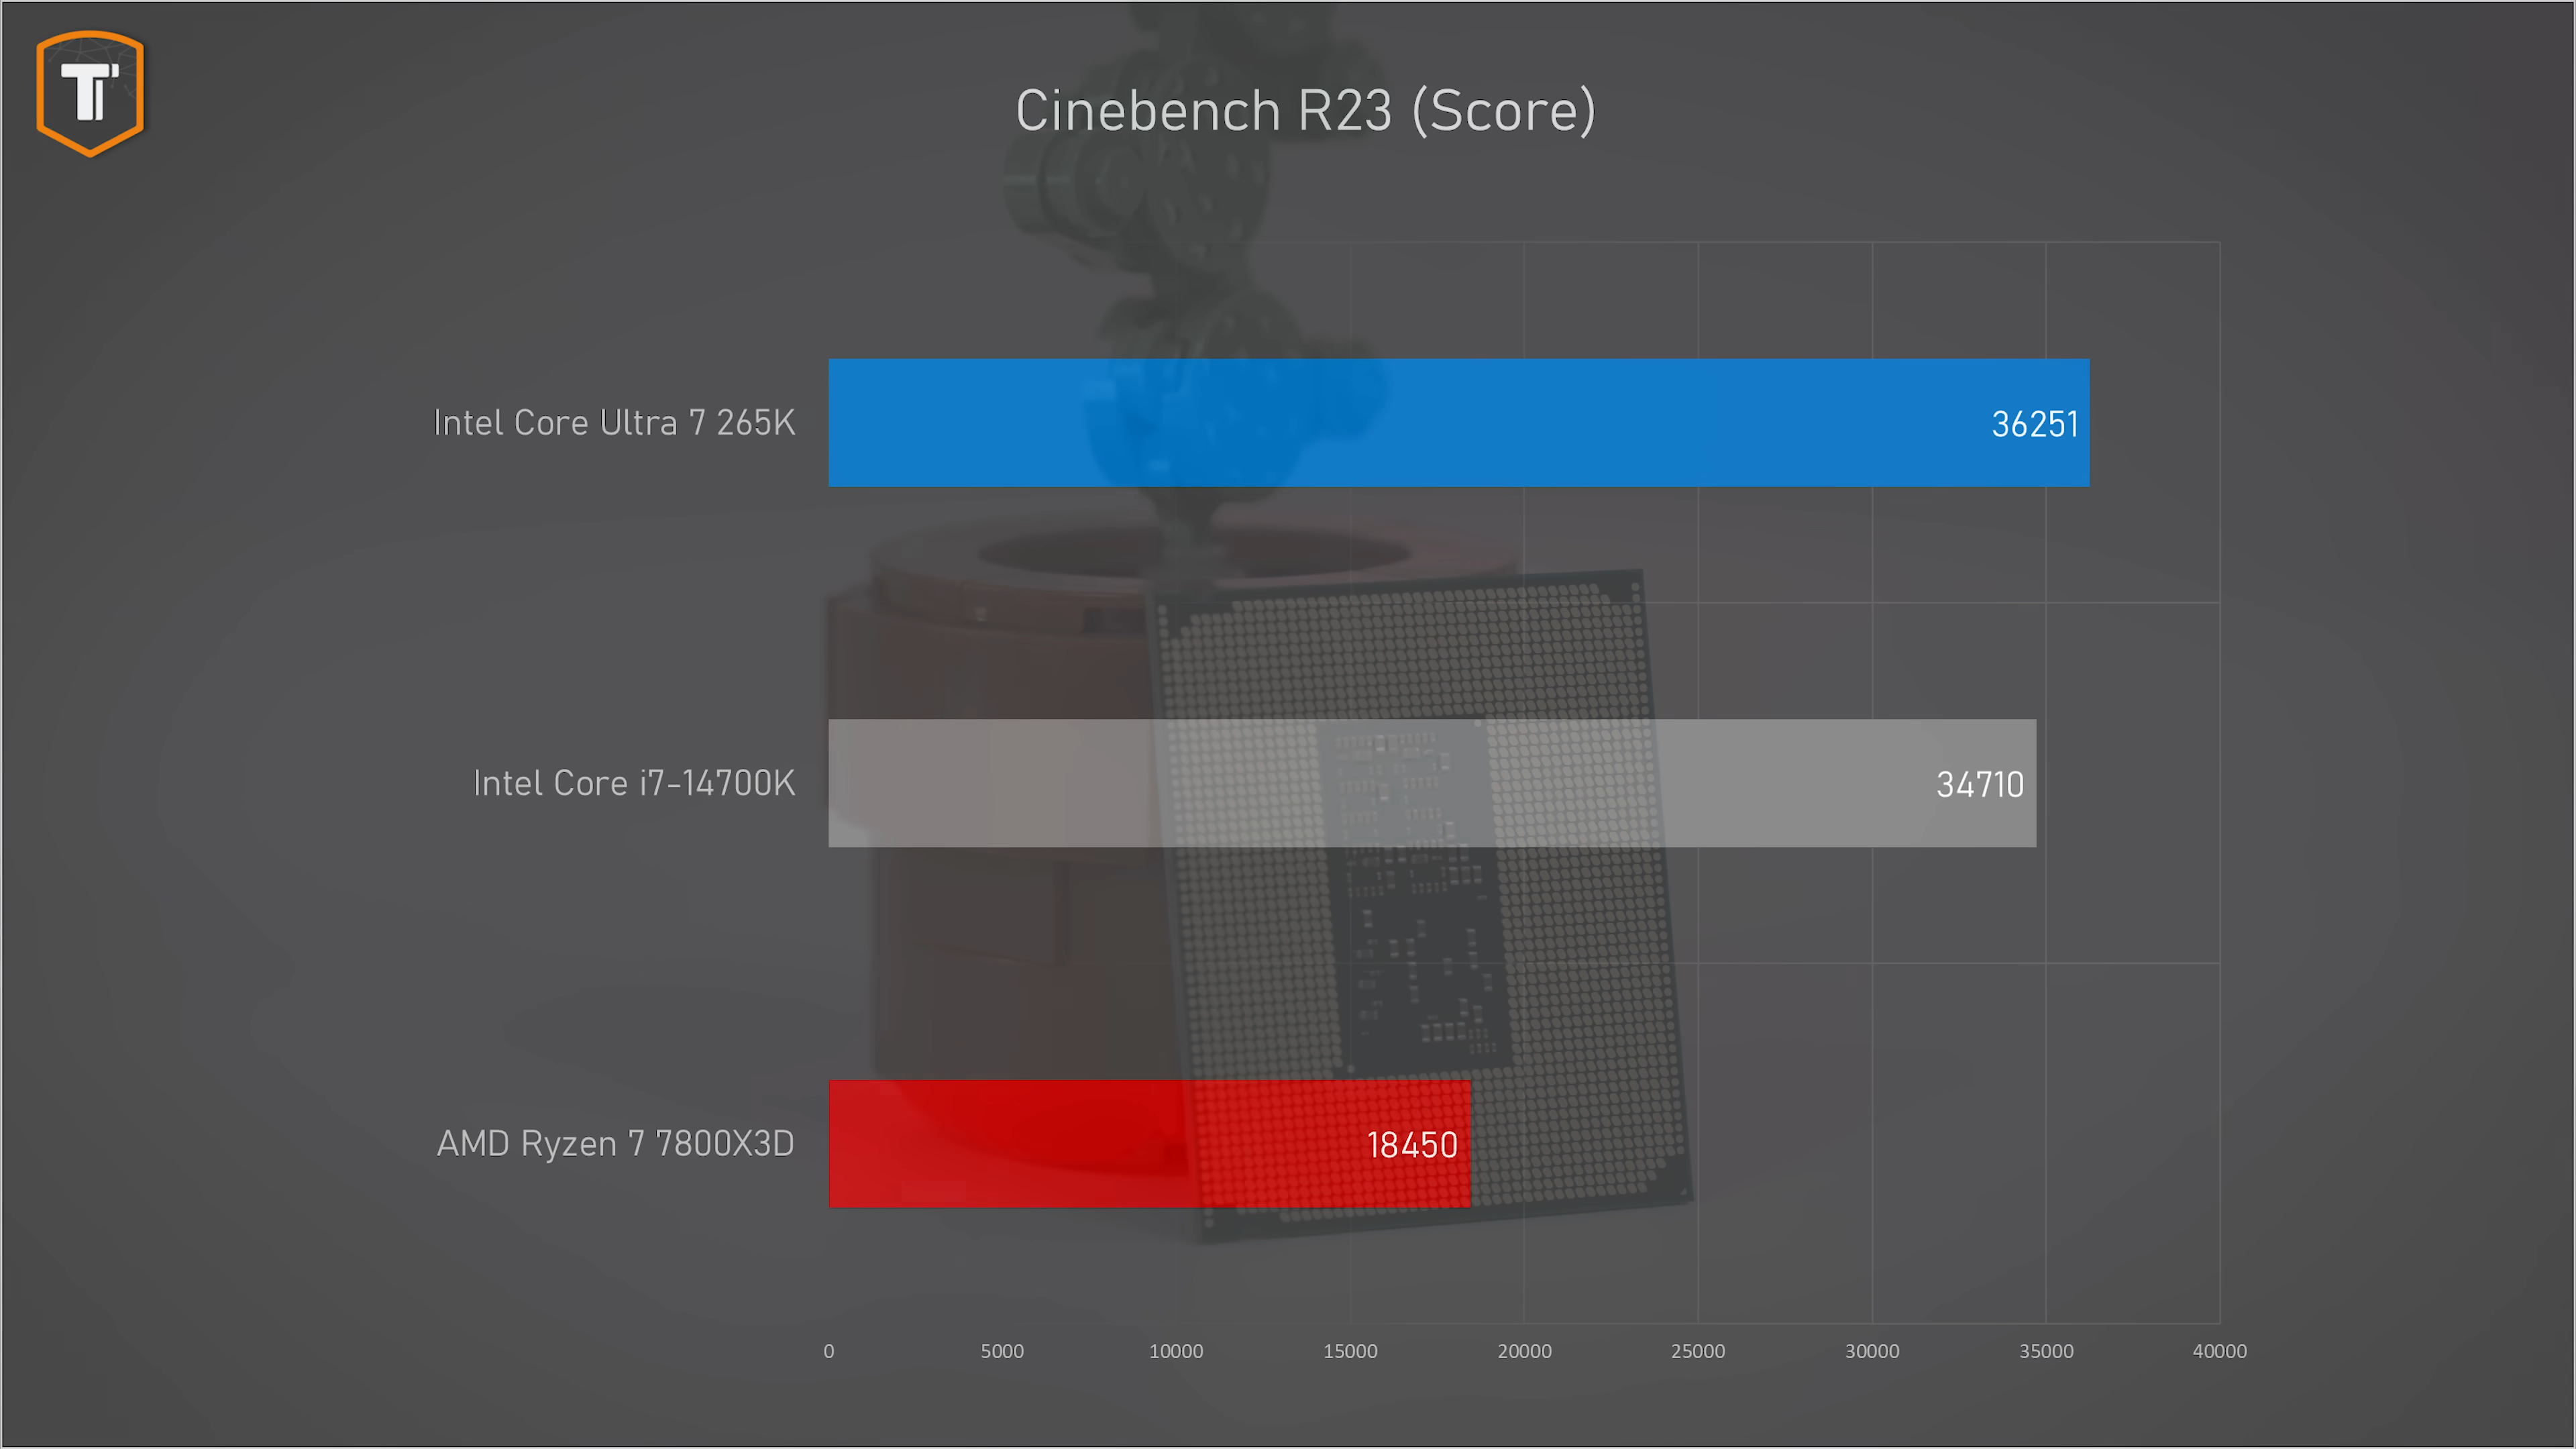 Cinebench R23 (Score)
Intel Core Ultra 7 265K
36251
Intel Core i7-14700K
34710
AMD Ryzen 7 7800X3D
18450
0 5000 10000 15000 20000 25000 30000 35000 40000